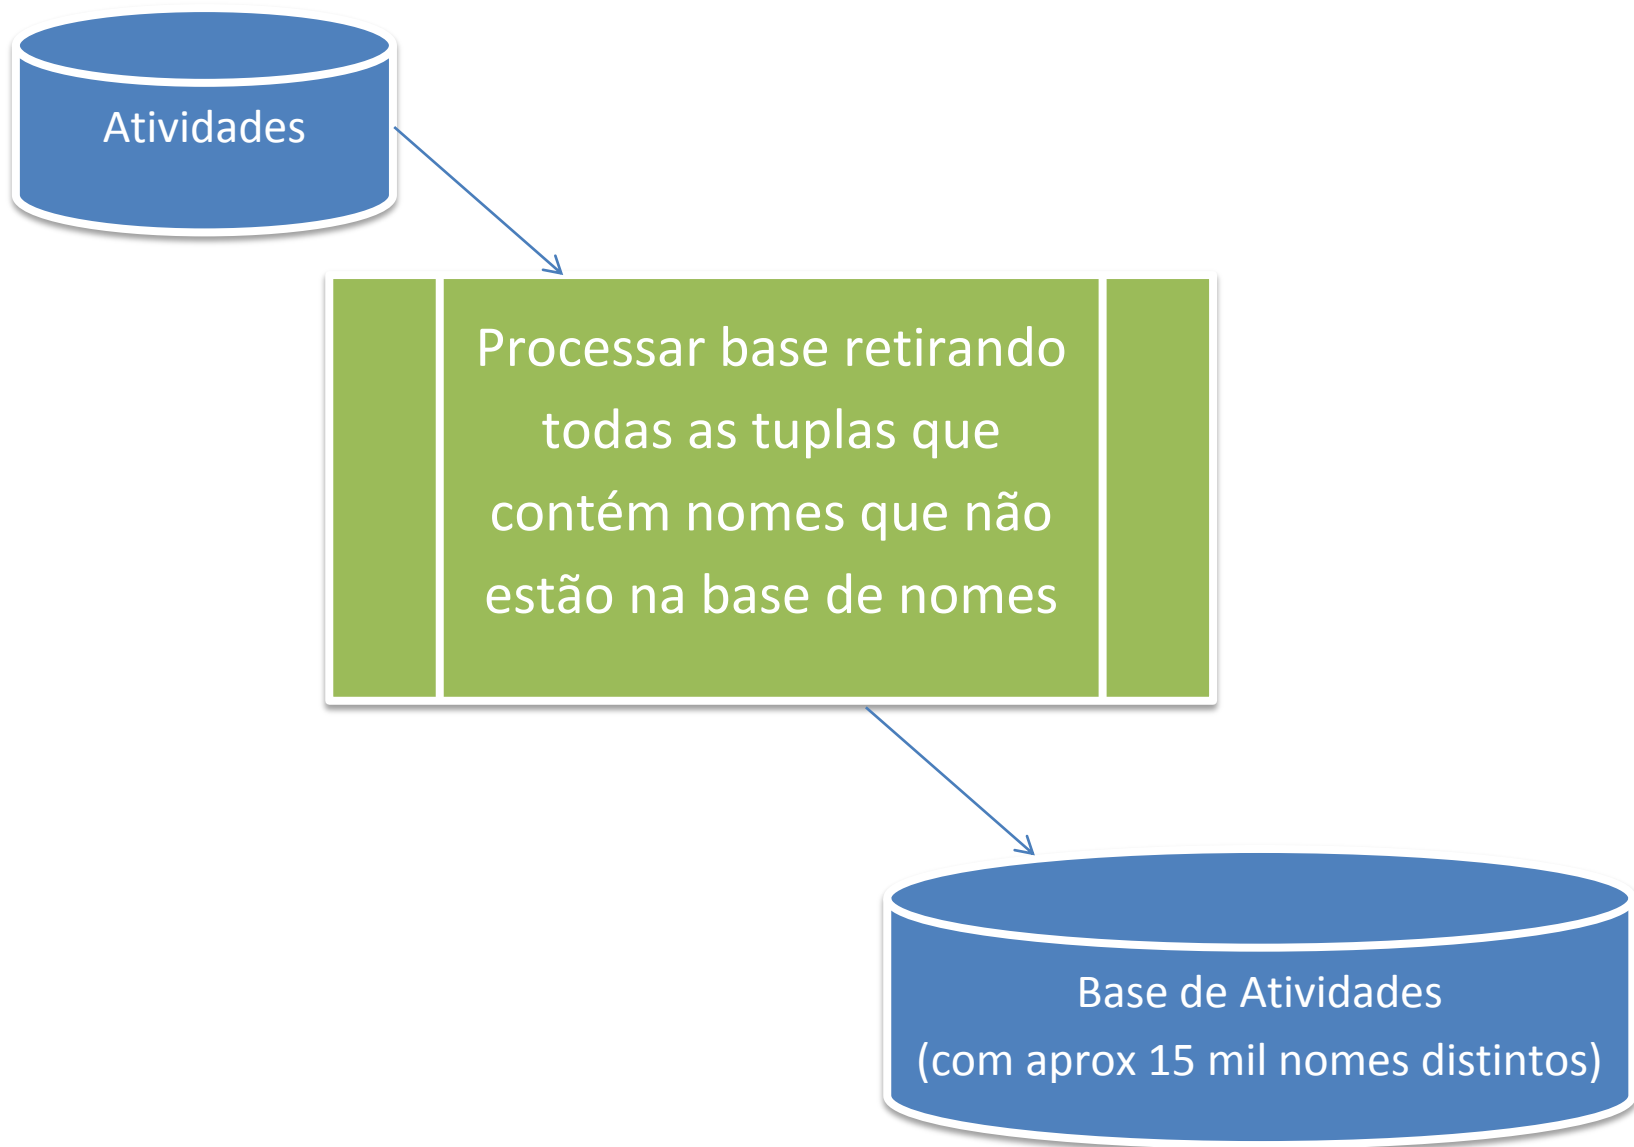 Atividades
Processar base retirando
todas as tuplas que
contém nomes que não
estão na base de nomes
Base de Atividades
(com aprox 15 mil nomes distintos)